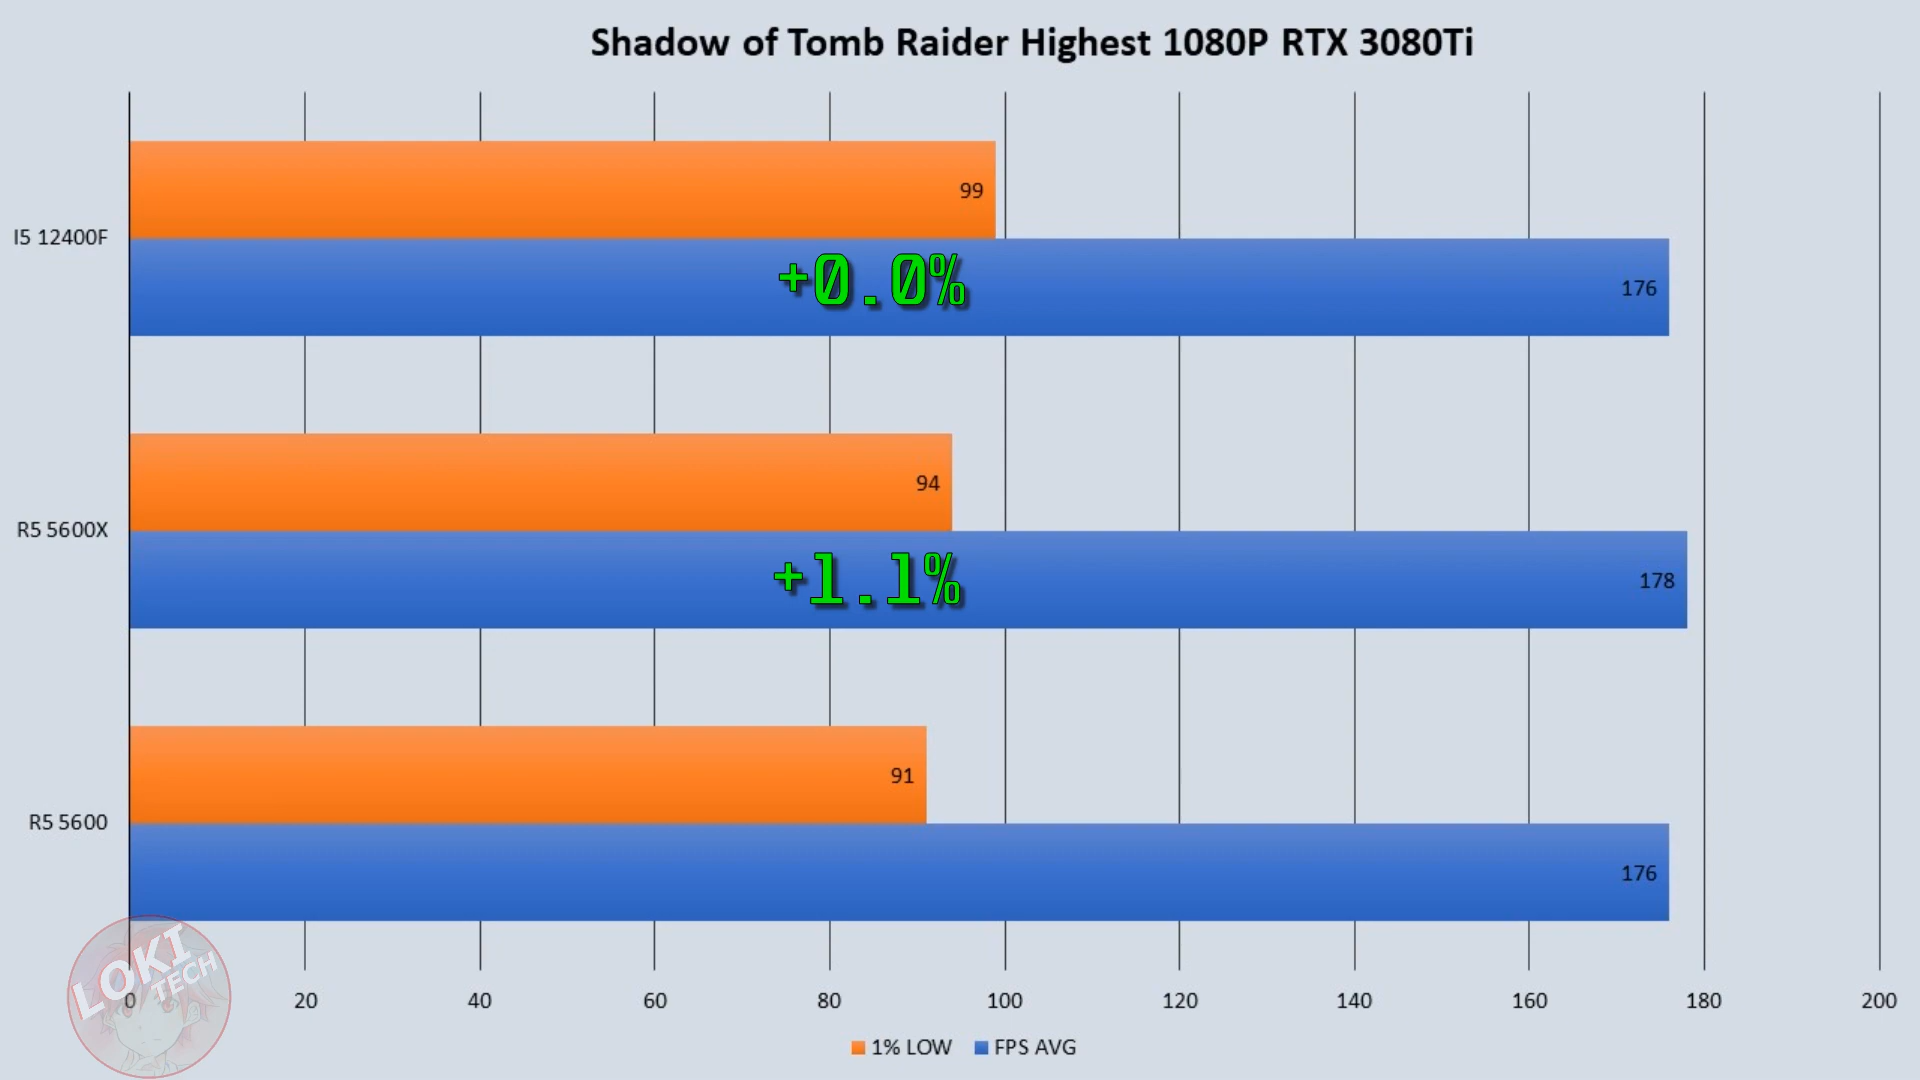 Shadow of Tomb Raider Highest 1080P RTX 3080Ti
99
I5 12400F
+0.0%
176
94
R5 5600X
+1.1%
178
91
R5 5600
176
LOKI
TECH
0 20 40 60 80 100 120 140 160 180 200
1% LOW FPS AVG